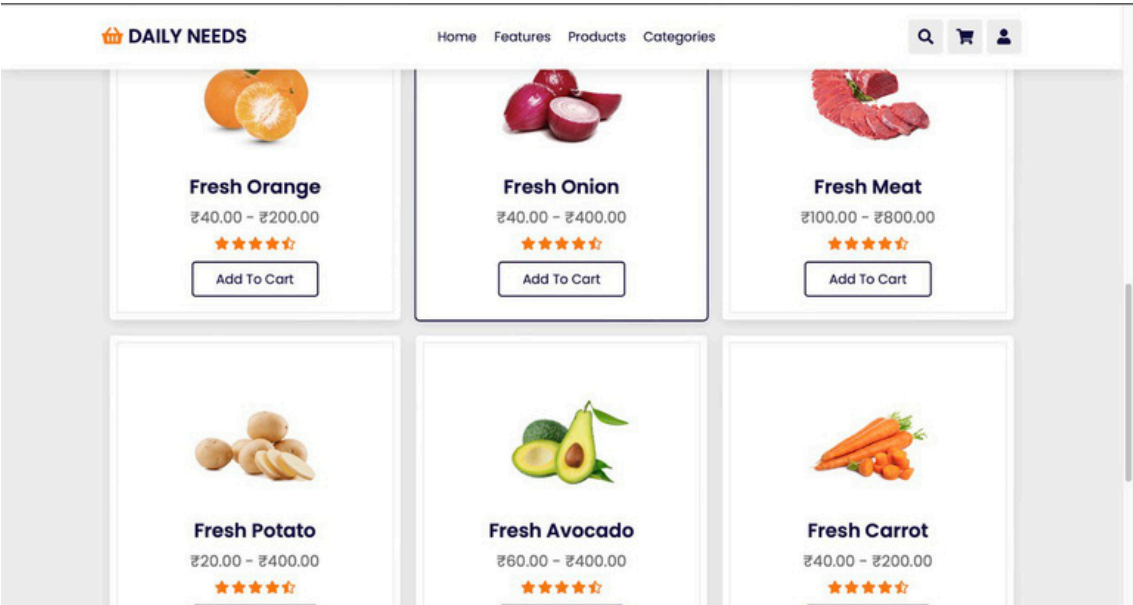 DAILY NEEDS Home Features Products Categories
Fresh Orange Fresh Onion Fresh Meat
₹40.00 - ₹200.00 ₹40.00 - ₹400.00 ₹100.00 - ₹800.00
Add To Cart Add To Cart Add To Cart
Fresh Potato Fresh Avocado Fresh Carrot
₹20.00 - ₹400.00 ₹60.00 - ₹400.00 ₹40.00 - ₹200.00